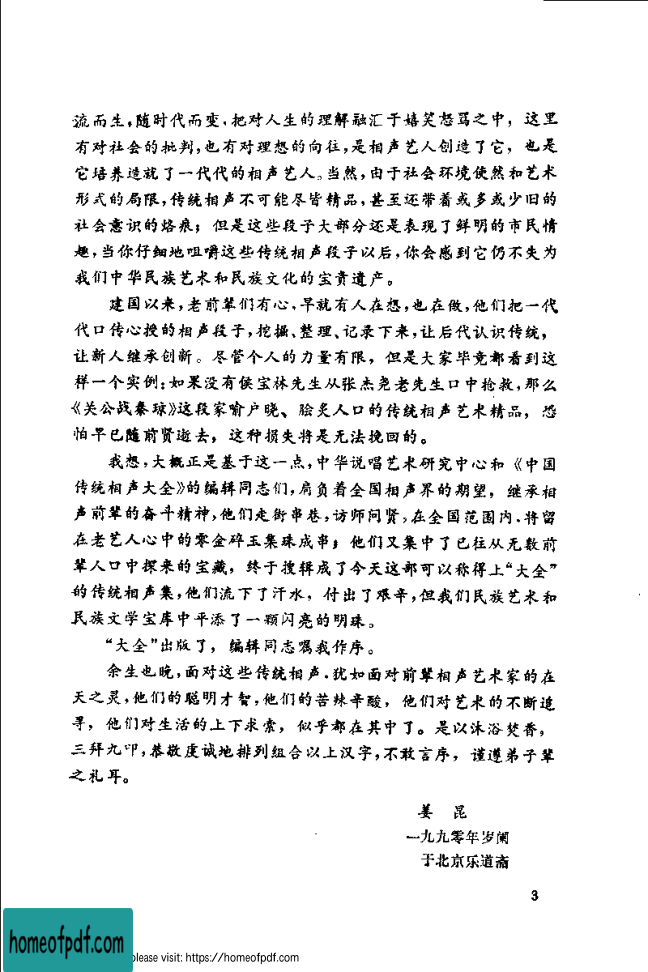 流而生，随时代而变，把对人生的理解融汇于嬉笑怒骂之中，这里
有对社会的批判，也有对理想的向往，是相声艺人创造了它，也是
它培养造就了一代代的相声艺人。当然，由于社会环境使然和艺术
形式的局限，传统相声不可能尽皆精品，甚至还带着或多或少旧的
社会意识的烙痕；但是这些段子大部分还是表现了鲜明的市民情
趣，当你仔细地咀嚼这些传统相声段子以后，你会感到它仍不失为
我们中华民族艺术和民族文化的宝贵遗产。
建国以来，老前辈们有心，早就有人在想，也在做，他们把一代
代口传心授的相声段子，挖掘、整理、记录下来，让后代认识传统，
让新人继承创新。尽管个人的力量有限，但是大家毕竟都看到这
样一个实例：如果没有侯宝林先生从张杰尧老先生口中抢救，那么
《关公战秦琼》这段家喻户晓、脍炙人口的传统相声艺术精品，恐
怕早已随前贤逝去，这种损失将是无法挽回的。
我想，大概正是基于这一点，中华说唱艺术研究中心和《中国
传统相声大全》的编辑同志们，肩负着全国相声界的期望，继承相
声前辈的奋斗精神，他们走街串巷，访师问贤，在全国范围内，将留
在老艺人心中的零金碎玉集珠成串；他们又集中了已往从无数前
辈人口中探来的宝藏，终于搜辑成了今天这部可以称得上“大全”
的传统相声集，他们流下了汗水，付出了艰辛，但我们民族艺术和
民族文学宝库中平添了一颗闪亮的明珠。
“大全”出版了，编辑同志嘱我作序。
余生也晚，面对这些传统相声，犹如面对前辈相声艺术家的在
天之灵，他们的聪明才智，他们的苦辣辛酸，他们对艺术的不断追
寻，他们对生活的上下求索，似乎都在其中了。是以沐浴焚香，
三拜九叩，恭敬虔诚地排列组合以上汉字，不敢言序，谨遵弟子辈
之礼耳。
姜 昆
一九九零年岁阑
于北京乐道斋
3
homeofpdf.com
please visit: https://homeofpdf.com